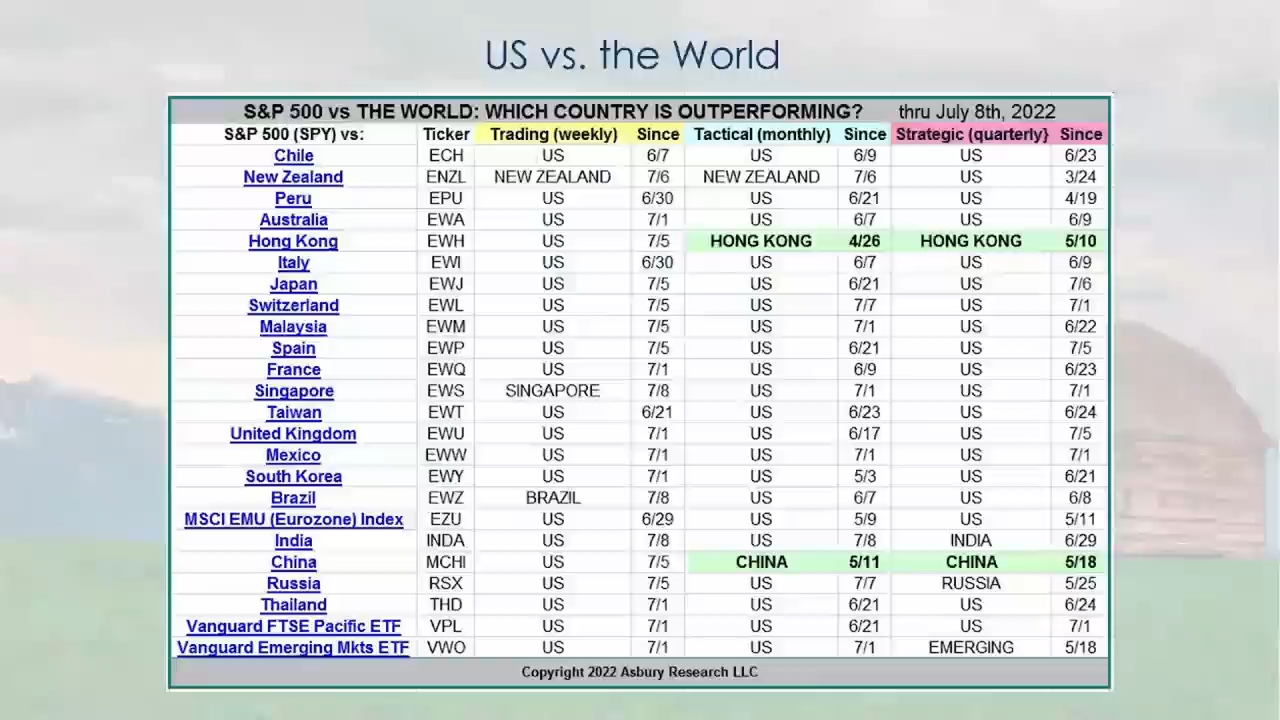 US vs. the World
S&P 500 vs THE WORLD: WHICH COUNTRY IS OUTPERFORMING? thru July 8th, 2022
S&P 500 (SPY) vs: Ticker Trading (weekly) Since Tactical (monthly) Since Strategic (quarterly} Since
Chile ECH US 6/7 US 6/9 US 6/23
New Zealand ENZL NEW ZEALAND 7/6 NEW ZEALAND 7/6 US 3/24
Peru EPU US 6/30 US 6/21 US 4/19
Australia EWA US 7/1 US 6/7 US 6/9
Hong Kong EWH US 7/5 HONG KONG 4/26 HONG KONG 5/10
Italy EWI US 6/30 US 6/7 US 6/9
Japan EWJ US 7/5 US 6/21 US 7/6
Switzerland EWL US 7/5 US 7/7 US 7/1
Malaysia EWM US 7/5 US 7/1 US 6/22
Spain EWP US 7/5 US 6/21 US 7/5
France EWQ US 7/1 US 6/9 US 6/23
Singapore EWS SINGAPORE 7/8 US 7/1 US 7/1
Taiwan EWT US 6/21 US 6/23 US 6/24
United Kingdom EWU US 7/1 US 6/17 US 7/5
Mexico EWW US 7/1 US 7/1 US 7/1
South Korea EWY US 7/1 US 5/3 US 6/21
Brazil EWZ BRAZIL 7/8 US 6/7 US 6/8
MSCI EMU (Eurozone) Index EZU US 6/29 US 5/9 US 5/11
India INDA US 7/8 US 7/8 INDIA 6/29
China MCHI US 7/5 CHINA 5/11 CHINA 5/18
Russia RSX US 7/5 US 7/7 RUSSIA 5/25
Thailand THD US 7/1 US 6/21 US 6/24
Vanguard FTSE Pacific ETF VPL US 7/1 US 6/21 US 7/1
Vanguard Emerging Mkts ETF VWO US 7/1 US 7/1 EMERGING 5/18
Copyright 2022 Asbury Research LLC